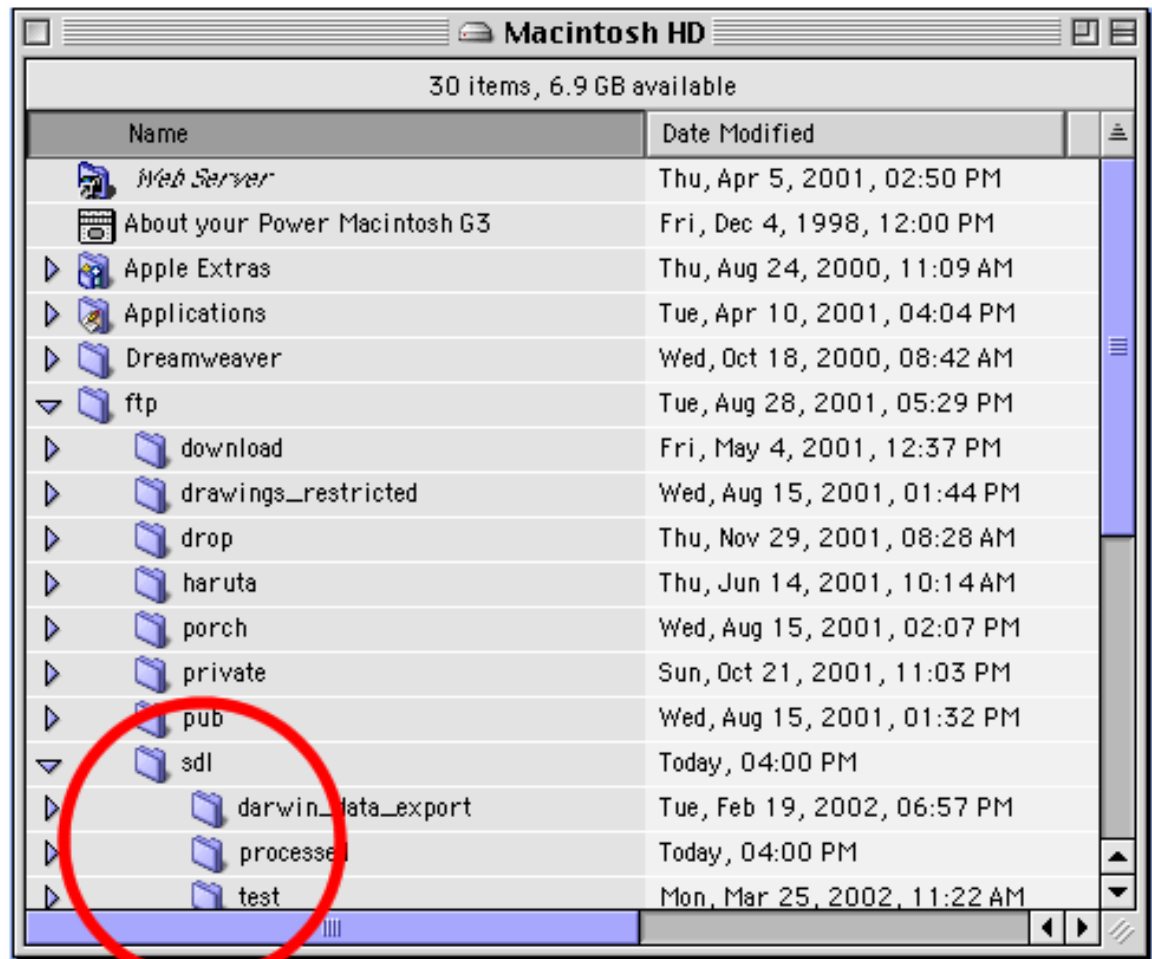 Macintosh HD
30 items, 6.9 GB available
Name Date Modified
Web Server Thu, Apr 5, 2001, 02:50 PM
About your Power Macintosh G3 Fri, Dec 4, 1998, 12:00 PM
Apple Extras Thu, Aug 24, 2000, 11:09 AM
Applications Tue, Apr 10, 2001, 04:04 PM
Dreamweaver Wed, Oct 18, 2000, 08:42 AM
ftp Tue, Aug 28, 2001, 05:29 PM
download Fri, May 4, 2001, 12:37 PM
drawings_restricted Wed, Aug 15, 2001, 01:44 PM
drop Thu, Nov 29, 2001, 08:28 AM
haruta Thu, Jun 14, 2001, 10:14 AM
porch Wed, Aug 15, 2001, 02:07 PM
private Sun, Oct 21, 2001, 11:03 PM
pub Wed, Aug 15, 2001, 01:32 PM
sdl Today, 04:00 PM
darwin_data_export Tue, Feb 19, 2002, 06:57 PM
processed Today, 04:00 PM
test Mon, Mar 25, 2002, 11:22 AM